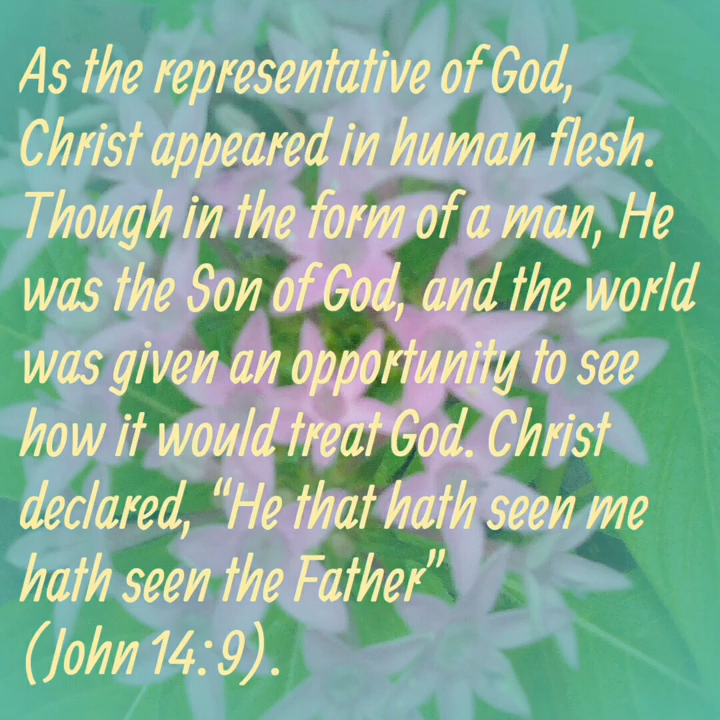 As the representative of God,
Christ appeared in human flesh.
Though in the form of a man, He
was the Son of God, and the world
was given an opportunity to see
how it would treat God. Christ
declared, “He that hath seen me
hath seen the Father”
(John 14:9).